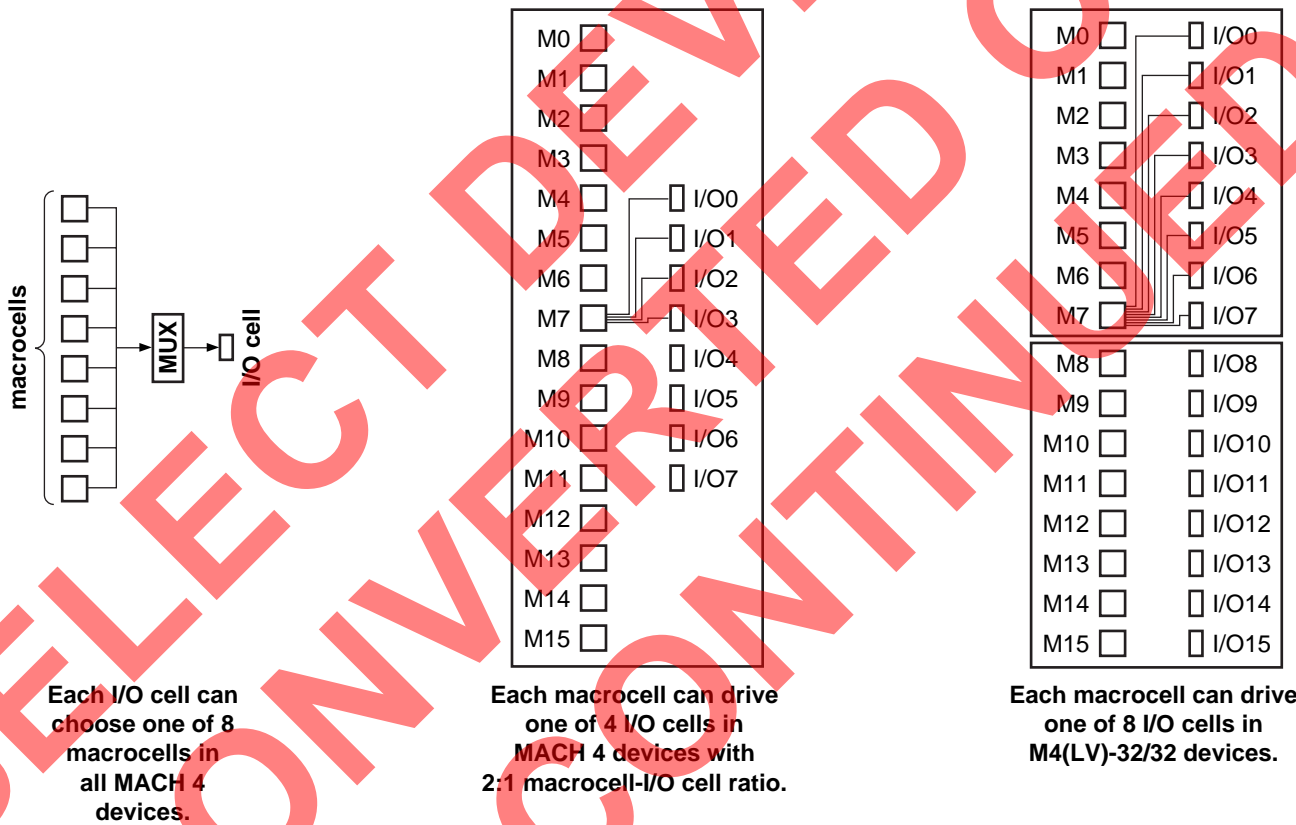 macrocells
MUX
I/O cell
Each I/O cell can
choose one of 8
macrocells in
all MACH 4
devices.
M0
M1
M2
M3
M4
M5
M6
M7
M8
M9
M10
M11
M12
M13
M14
M15
I/O0
I/O1
I/O2
I/O3
I/O4
I/O5
I/O6
I/O7
Each macrocell can drive
one of 4 I/O cells in
MACH 4 devices with
2:1 macrocell-I/O cell ratio.
M0
M1
M2
M3
M4
M5
M6
M7
I/O0
I/O1
I/O2
I/O3
I/O4
I/O5
I/O6
I/O7
M8
M9
M10
M11
M12
M13
M14
M15
I/O8
I/O9
I/O10
I/O11
I/O12
I/O13
I/O14
I/O15
Each macrocell can drive
one of 8 I/O cells in
M4(LV)-32/32 devices.
SELECT DEV
CONVERTED O
CONTINUED